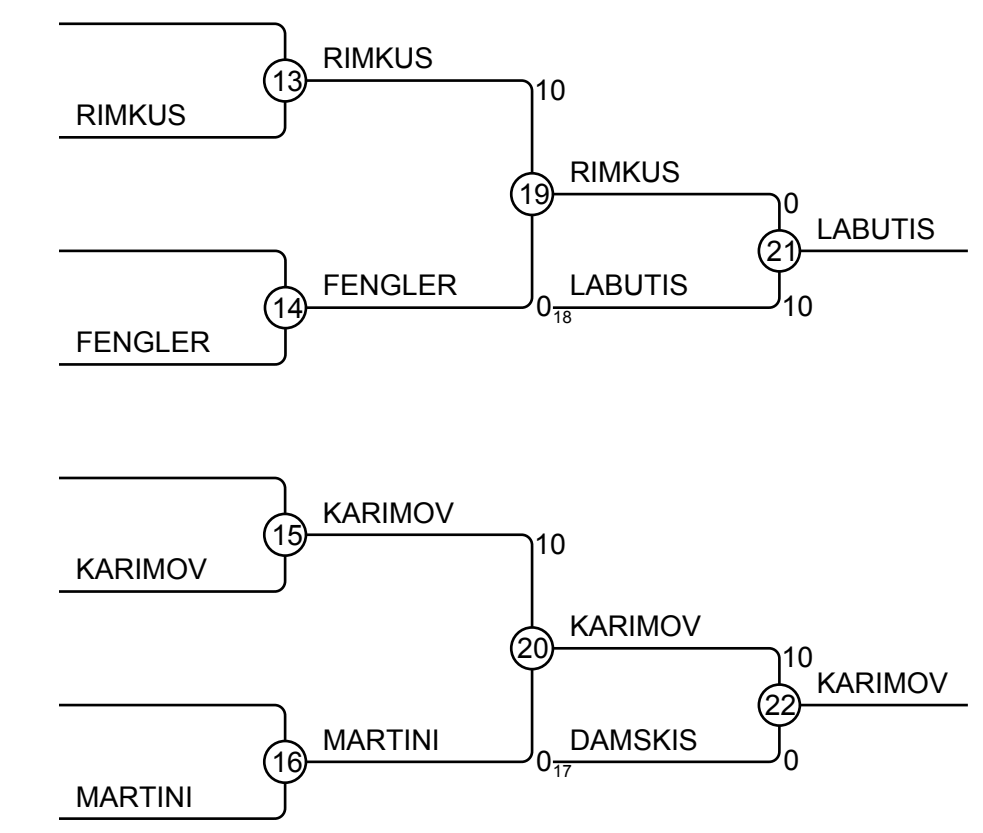 RIMKUS
13
RIMKUS
10
RIMKUS
19
RIMKUS
0
21
LABUTIS
FENGLER
14
FENGLER
0
18
LABUTIS
10
KARIMOV
15
KARIMOV
10
20
KARIMOV
10
22
KARIMOV
MARTINI
16
MARTINI
0
17
DAMSKIS
0